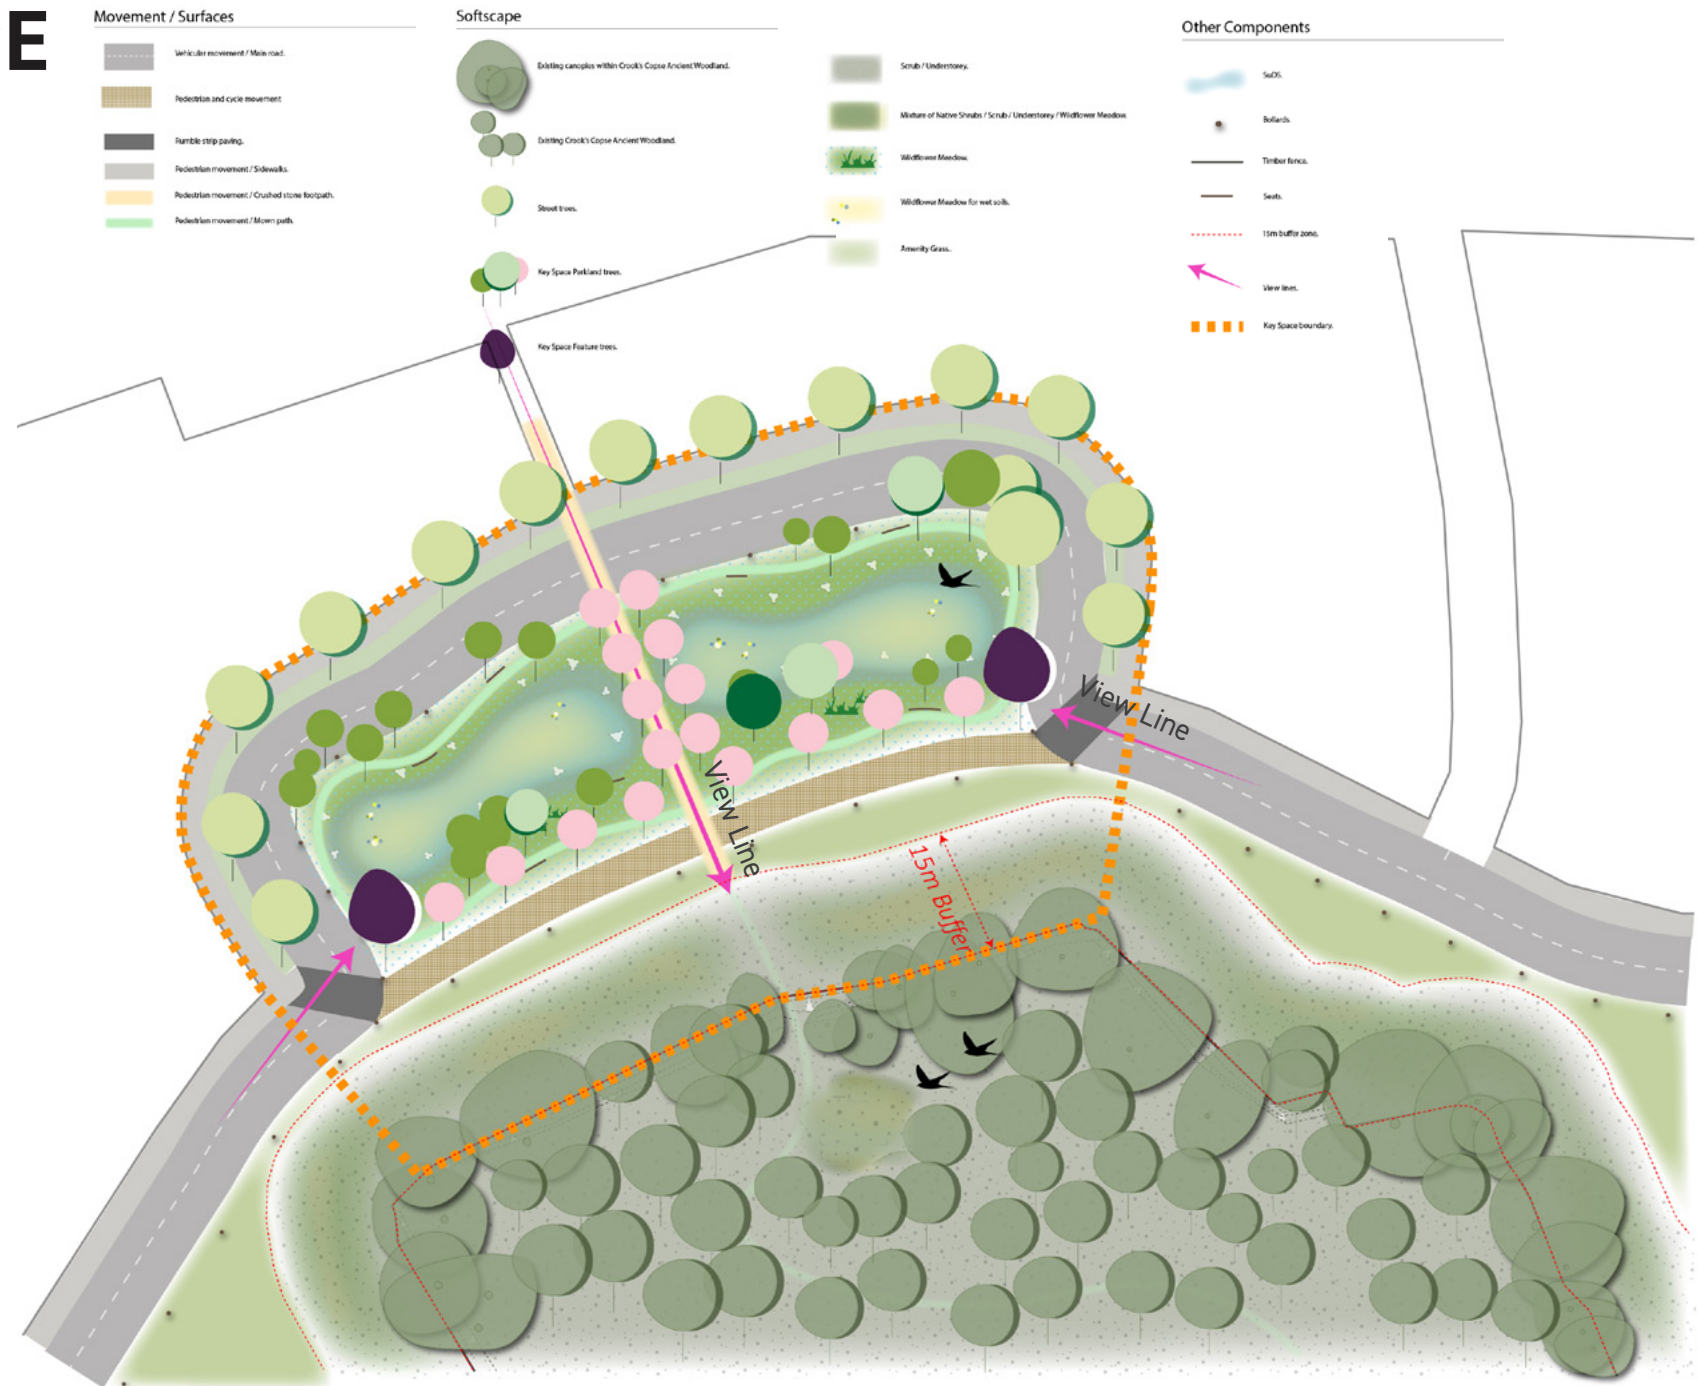 E
Movement / Surfaces
Vehicular movement / Main road.
Pedestrian and cycle movement
Rumble strip paving.
Pedestrian movement / Sidewalks.
Pedestrian movement / Crushed stone footpath.
Pedestrian movement / Mown path.
Softscape
Existing canopies within Crook's Copse Ancient Woodland.
Existing Crook's Copse Ancient Woodland.
Street trees.
Key Space Parkland trees.
Key Space Feature trees.
Scrub / Understorey.
Mixture of Native Shrubs / Scrub / Understorey / Wildflower Meadow.
Wildflower Meadow.
Wildflower Meadow for wet soils.
Amenity Grass.
Other Components
SuDS.
Bollards.
Timber fence.
Seats.
15m buffer zone.
View lines.
Key Space boundary.
View Line
View Line
15m Buffer